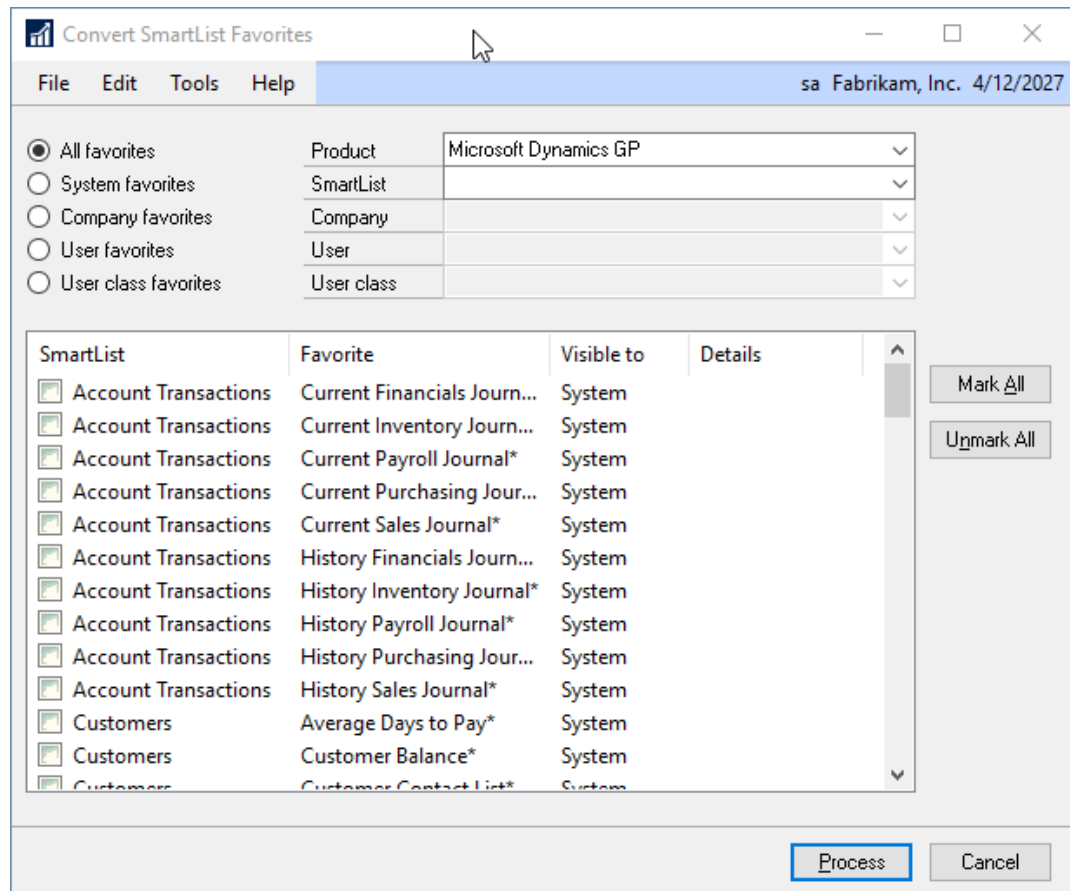 Convert SmartList Favorites
File Edit Tools Help sa Fabrikam, Inc. 4/12/2027
All favorites Product Microsoft Dynamics GP
System favorites SmartList
Company favorites Company
User favorites User
User class favorites User class
SmartList Favorite Visible to Details
Account Transactions Current Financials Journ... System
Mark All
Account Transactions Current Inventory Journ... System
Unmark All
Account Transactions Current Payroll Journal* System
Account Transactions Current Purchasing Jour... System
Account Transactions Current Sales Journal* System
Account Transactions History Financials Journ... System
Account Transactions History Inventory Journal* System
Account Transactions History Payroll Journal* System
Account Transactions History Purchasing Jour... System
Account Transactions History Sales Journal* System
Customers Average Days to Pay* System
Customers Customer Balance* System
Customers Customer Contact List* System
Process Cancel